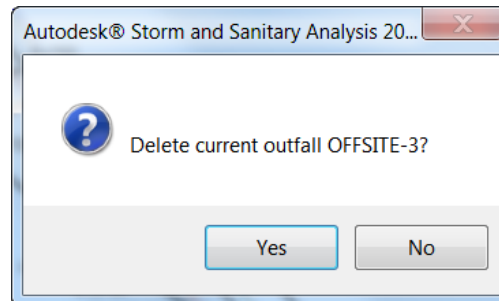 Autodesk® Storm and Sanitary Analysis 20...
Delete current outfall OFFSITE-3?
Yes
No